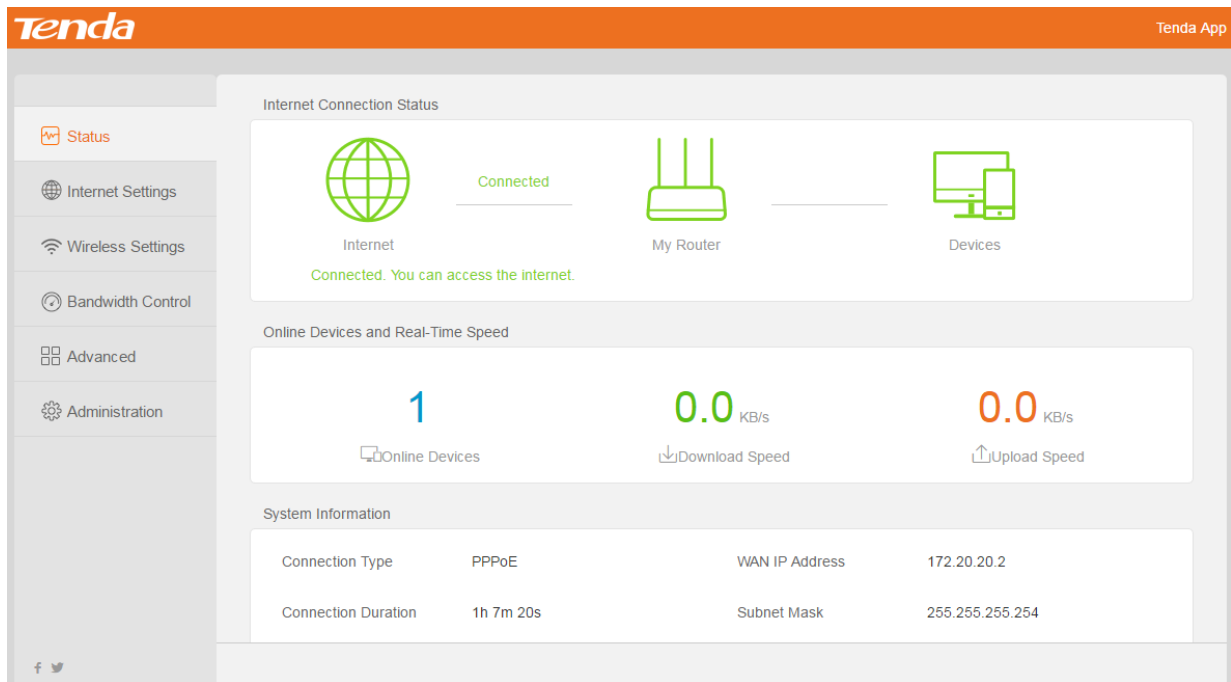 Tenda
Tenda App
Status
Internet Settings
Wireless Settings
Bandwidth Control
Advanced
Administration
Internet Connection Status
Connected
Internet
My Router
Devices
Connected. You can access the internet.
Online Devices and Real-Time Speed
1
0.0 KB/s
0.0 KB/s
Online Devices
Download Speed
Upload Speed
System Information
Connection Type PPPoE WAN IP Address 172.20.20.2
Connection Duration 1h 7m 20s Subnet Mask 255.255.255.254